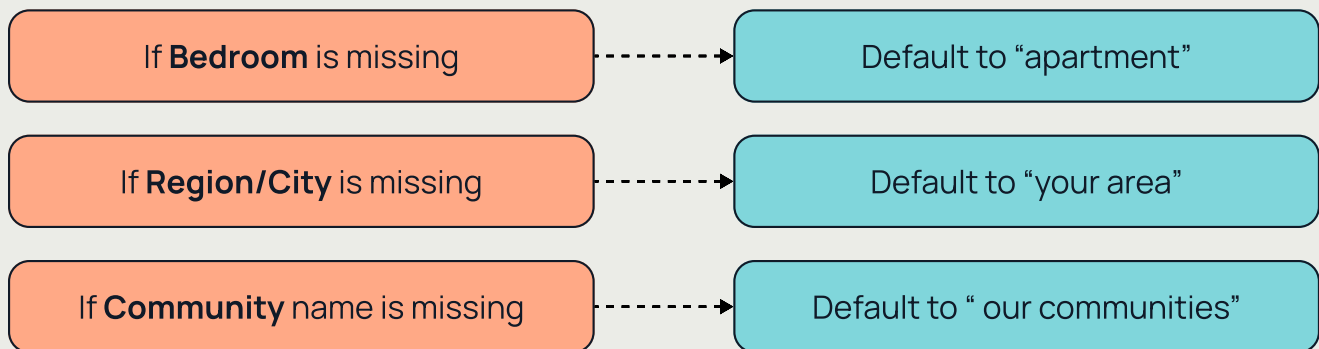 If Bedroom is missing
Default to “apartment”
If Region/City is missing
Default to “your area”
If Community name is missing
Default to “ our communities”